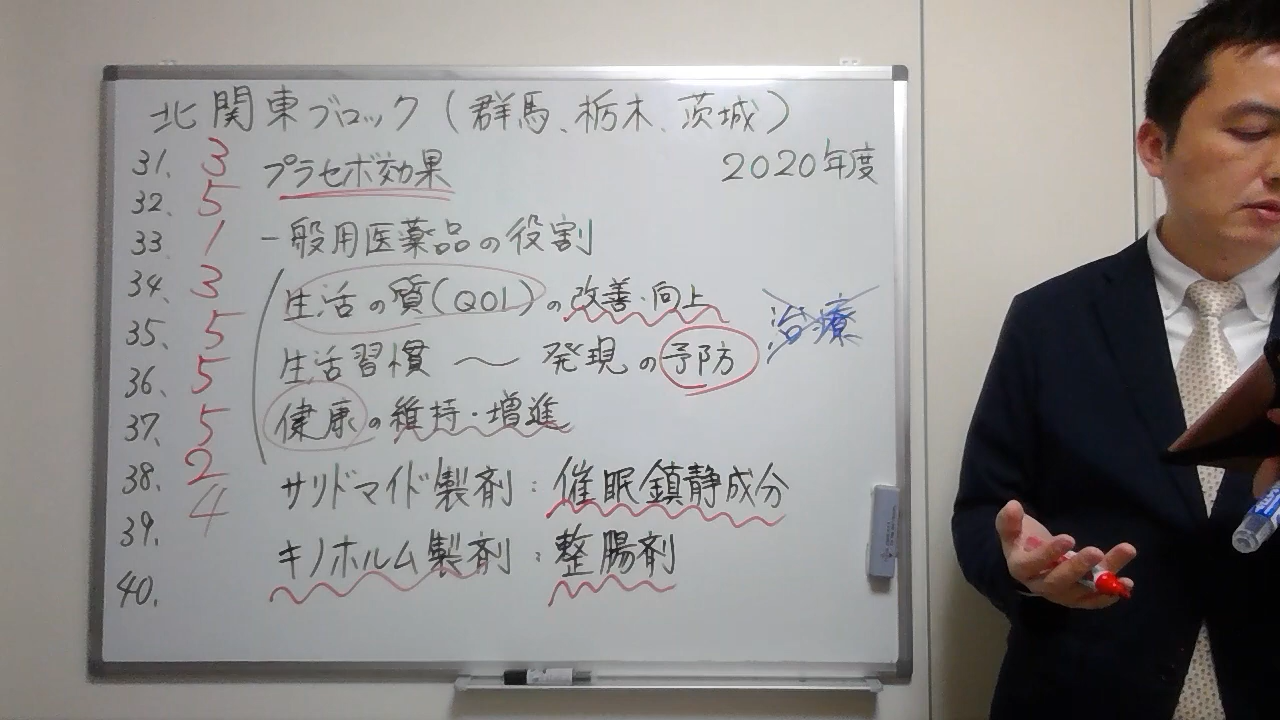 北関東ブロック（群馬、栃木、茨城）
2020年度
31. 3 プラセボ効果
32、5
33、1 一般用医薬品の役割
34、3 生活の質(QOL)の改善・向上 治療
35、5
36、5 生活習慣 〜 発現の予防
37、5 健康の維持・増進
38、2 サリドマイド製剤：催眠鎮静成分
39、4
40. キノホルム製剤：整腸剤